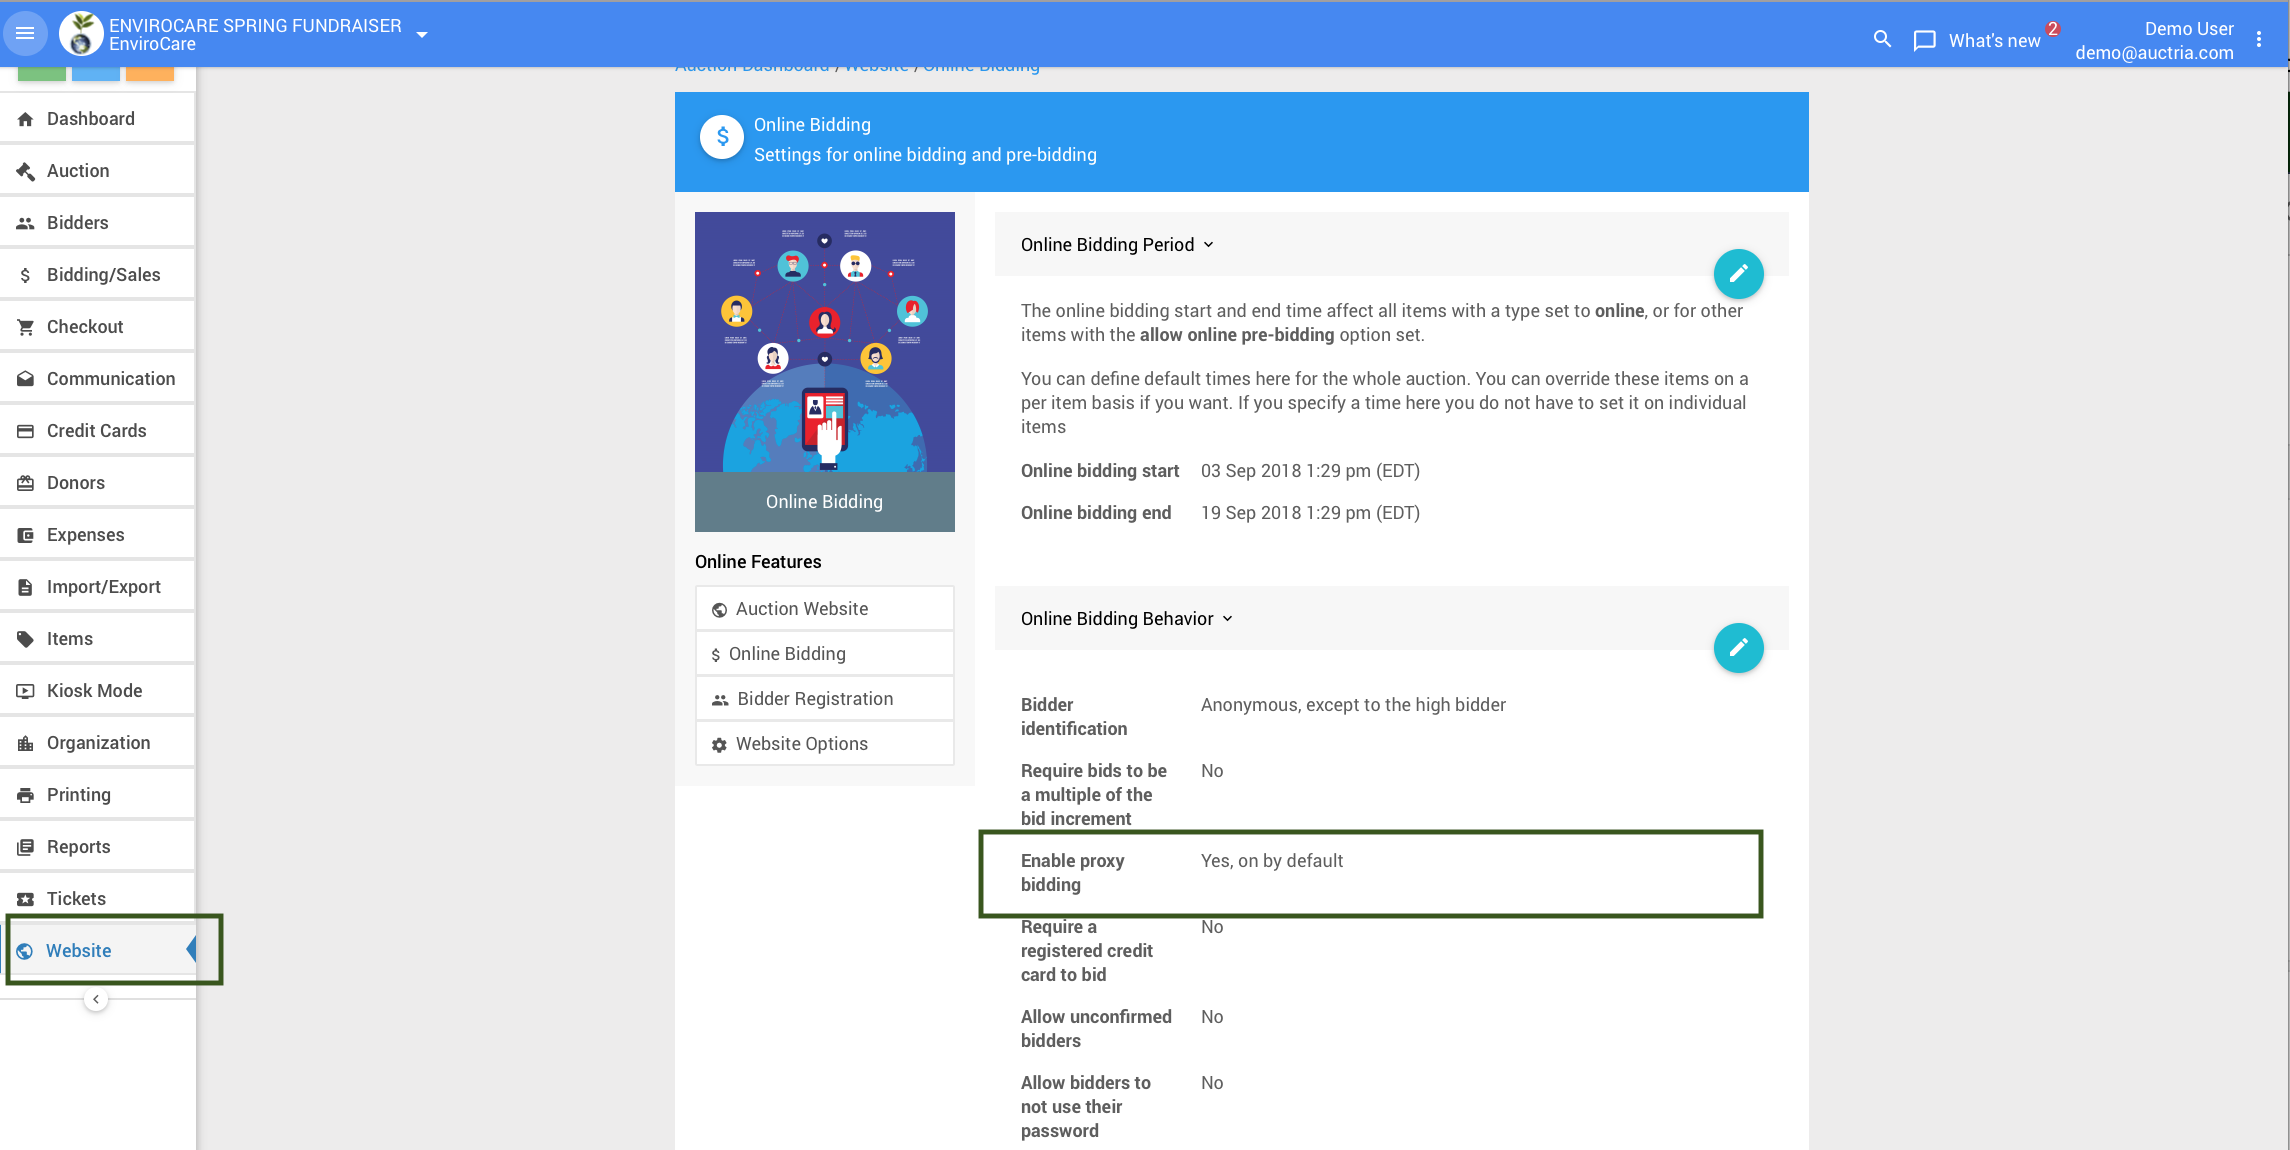 ENVIROCARE SPRING FUNDRAISER
EnviroCare
What's new
2
Demo User
demo@auctria.com
Dashboard
Auction
Bidders
Bidding/Sales
Checkout
Communication
Credit Cards
Donors
Expenses
Import/Export
Items
Kiosk Mode
Organization
Printing
Reports
Tickets
Website
Auction Dashboard / Website / Online Bidding
Online Bidding
Settings for online bidding and pre-bidding
Online Bidding
Online Features
Auction Website
Online Bidding
Bidder Registration
Website Options
Online Bidding Period
The online bidding start and end time affect all items with a type set to online, or for other
items with the allow online pre-bidding option set.
You can define default times here for the whole auction. You can override these items on a
per item basis if you want. If you specify a time here you do not have to set it on individual
items
Online bidding start 03 Sep 2018 1:29 pm (EDT)
Online bidding end 19 Sep 2018 1:29 pm (EDT)
Online Bidding Behavior
Bidder Anonymous, except to the high bidder
identification
Require bids to be No
a multiple of the
bid increment
Enable proxy Yes, on by default
bidding
Require a No
registered credit
card to bid
Allow unconfirmed No
bidders
Allow bidders to No
not use their
password